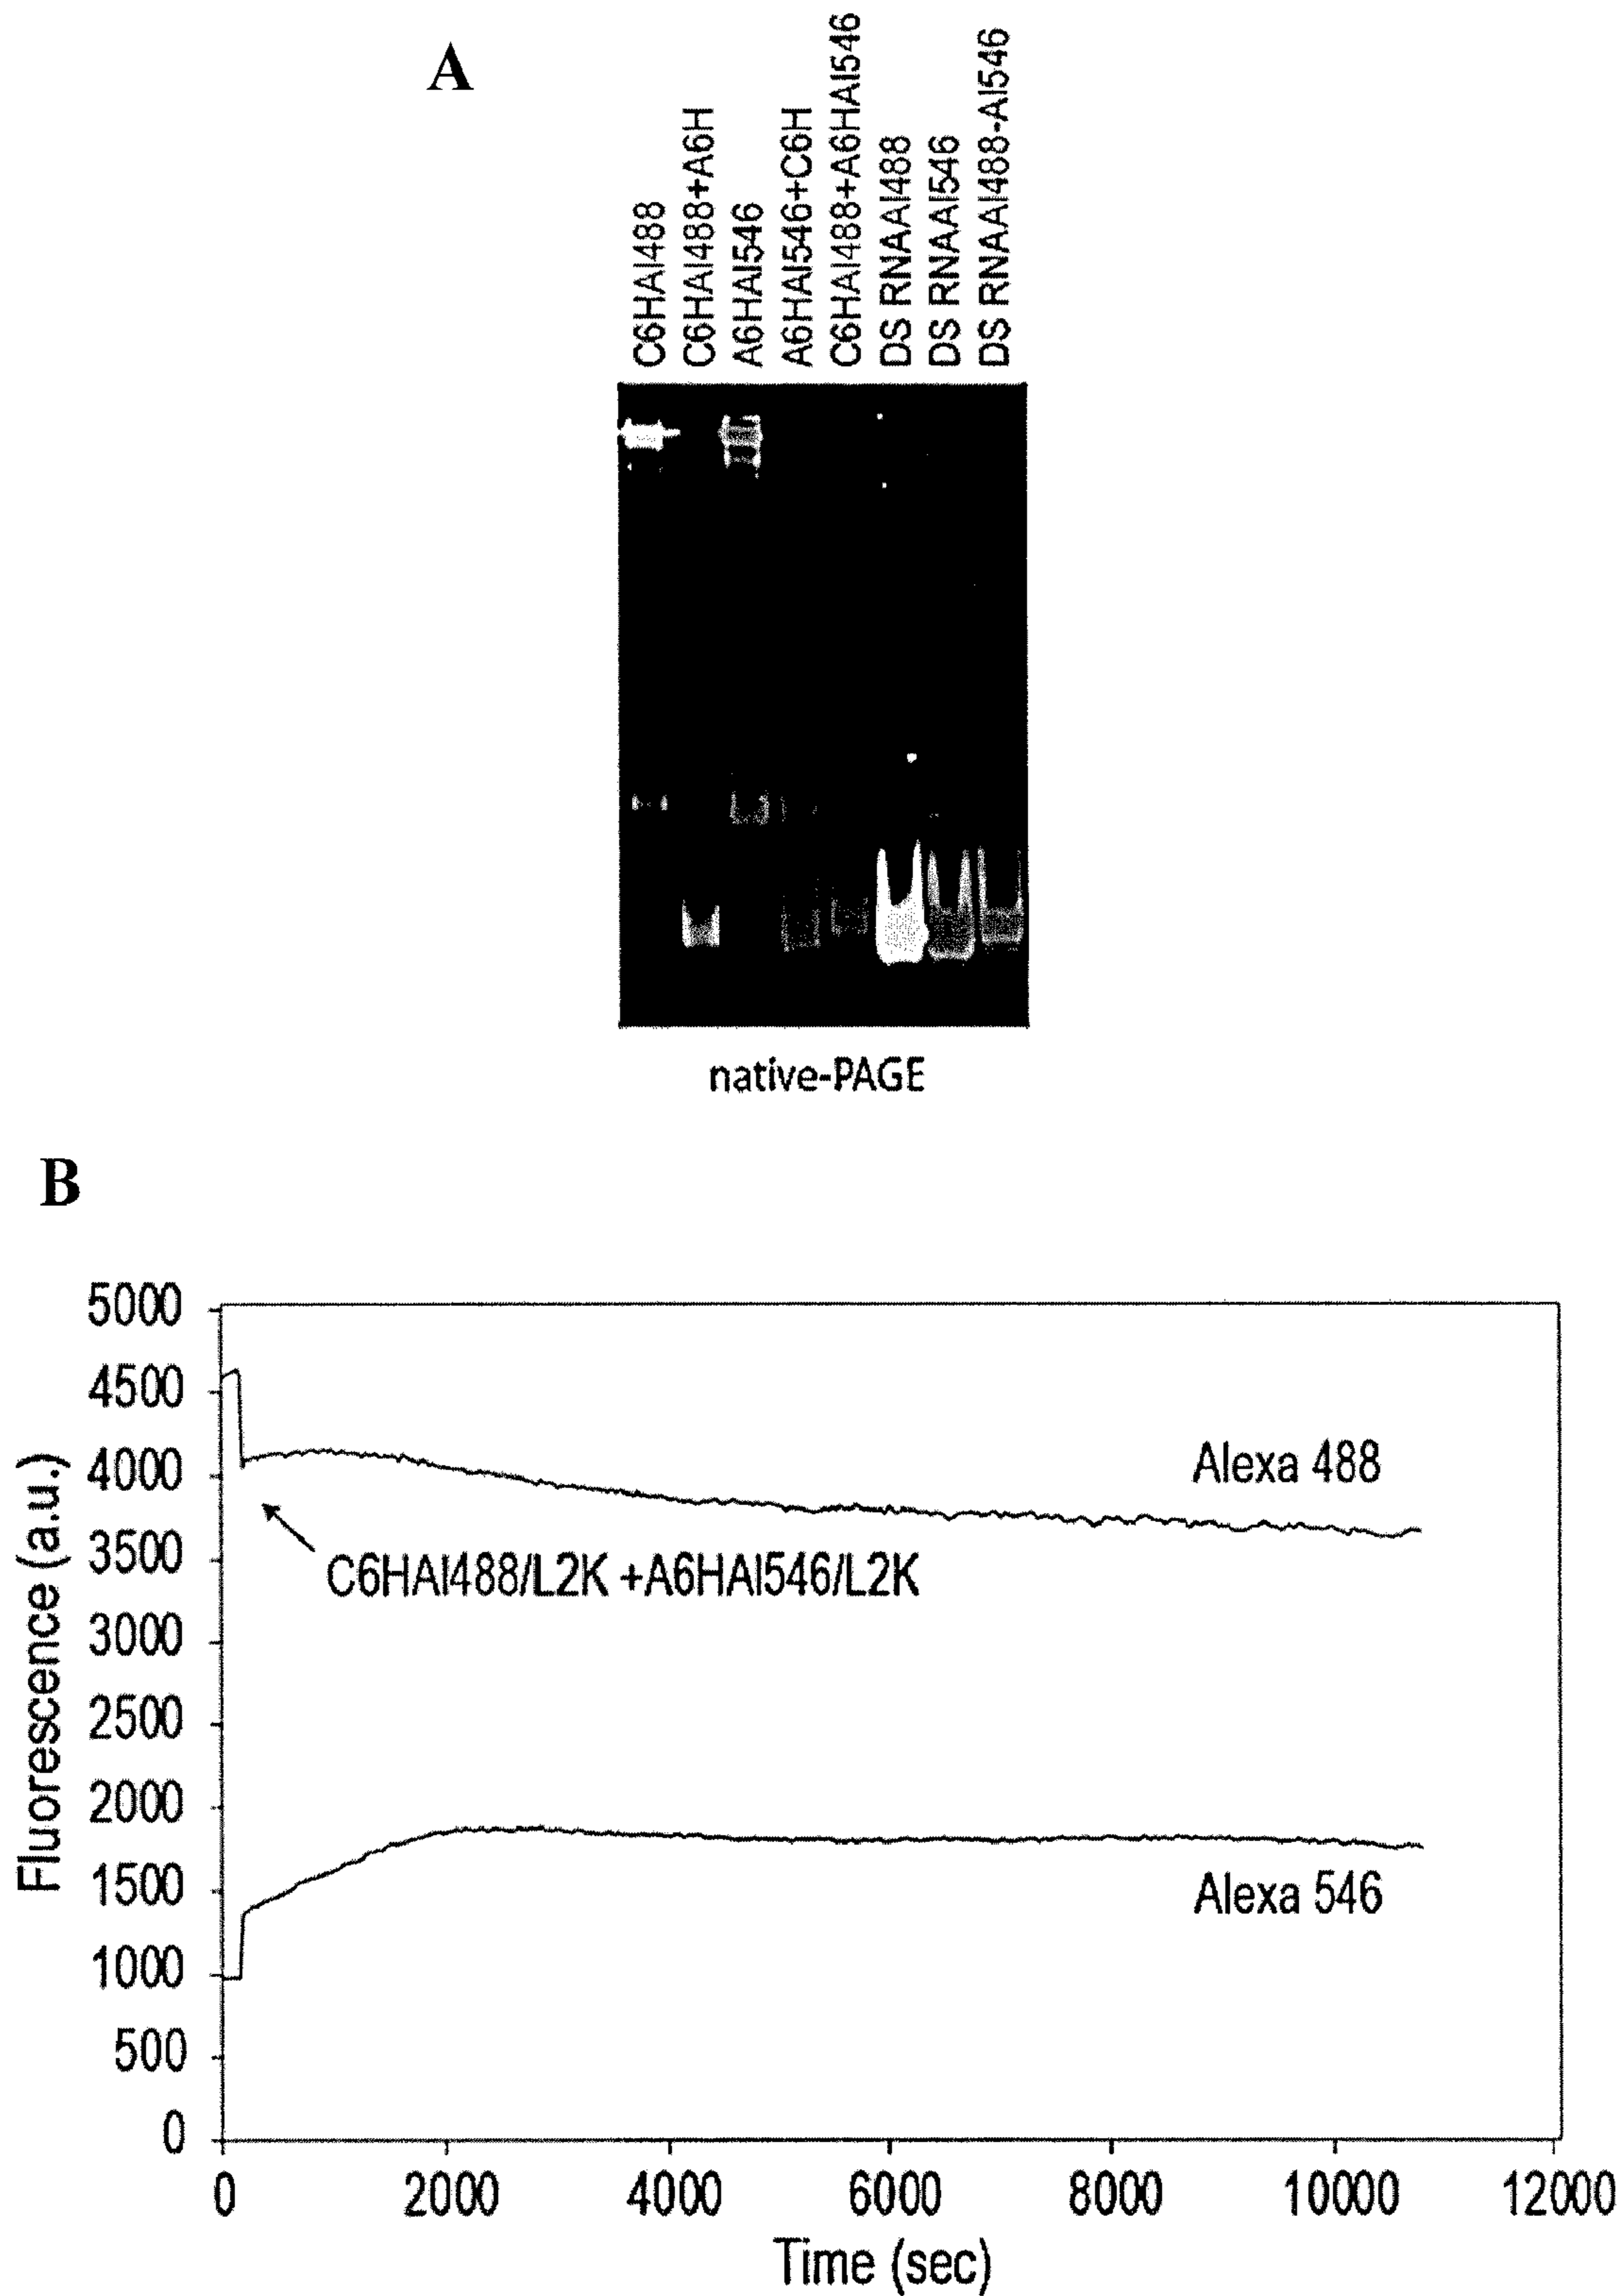 A
C6HAl488
C6HAl488+A6H
A6HAl546
A6HAl546+C6H
C6HAl488+A6HAl546
DS RNAAl488
DS RNAAl546
DS RNAAl488-Al546
native-PAGE
B
Fluorescence (a.u.)
5000
4500
4000
3500
3000
2500
2000
1500
1000
500
0
Alexa 488
C6HAl488/L2K +A6HAl546/L2K
Alexa 546
0 2000 4000 6000 8000 10000 12000
Time (sec)